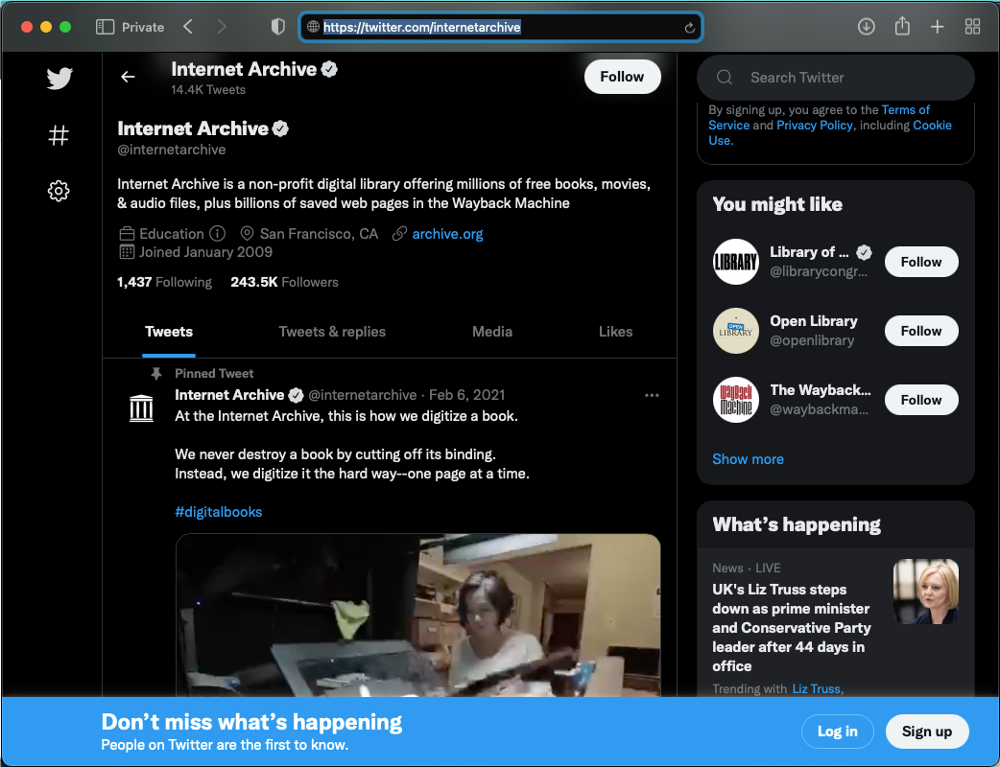 Private
https://twitter.com/internetarchive
Internet Archive
14.4K Tweets
Follow
Search Twitter
Internet Archive
@internetarchive
Internet Archive is a non-profit digital library offering millions of free books, movies,
& audio files, plus billions of saved web pages in the Wayback Machine
Education San Francisco, CA archive.org
Joined January 2009
1,437 Following 243.5K Followers
Tweets Tweets & replies Media Likes
Pinned Tweet
Internet Archive @internetarchive · Feb 6, 2021
At the Internet Archive, this is how we digitize a book.
We never destroy a book by cutting off its binding.
Instead, we digitize it the hard way--one page at a time.
#digitalbooks
By signing up, you agree to the Terms of
Service and Privacy Policy, including Cookie
Use.
You might like
LIBRARY
Library of ...
@librarycongr...
Follow
OPEN
LIBRARY
Open Library
@openlibrary
Follow
WayBack
Machine
The Wayback...
@waybackma...
Follow
Show more
What's happening
News · LIVE
UK's Liz Truss steps
down as prime minister
and Conservative Party
leader after 44 days in
office
Trending with Liz Truss,
Don't miss what's happening
People on Twitter are the first to know.
Log in
Sign up